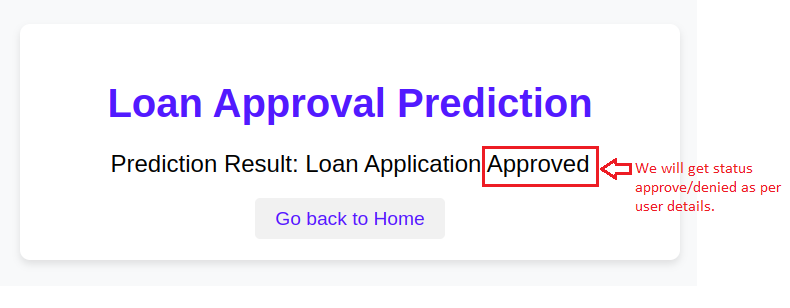 Loan Approval Prediction
Prediction Result: Loan Application Approved
We will get status
approve/denied as per
user details.
Go back to Home